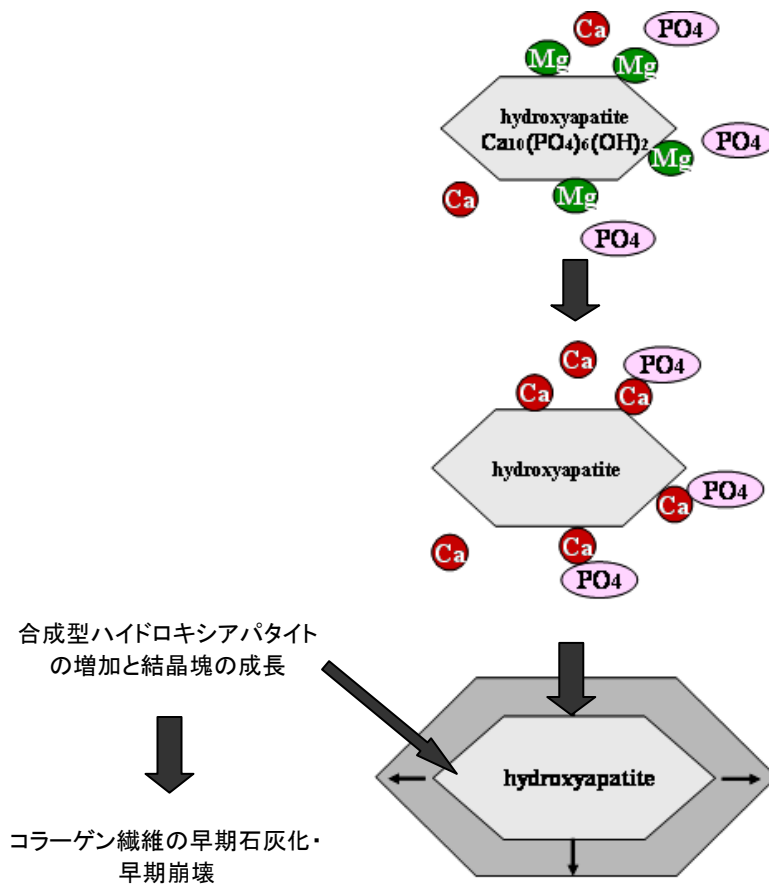 Ca
PO4
Mg
Mg
hydroxyapatite
Ca10(PO4)6(OH)2
PO4
Mg
Ca
Mg
PO4
Ca
PO4
Ca
Ca
hydroxyapatite
PO4
Ca
Ca
Ca
PO4
合成型ハイドロキシアパタイト
の増加と結晶塊の成長
hydroxyapatite
コラーゲン繊維の早期石灰化・
早期崩壊